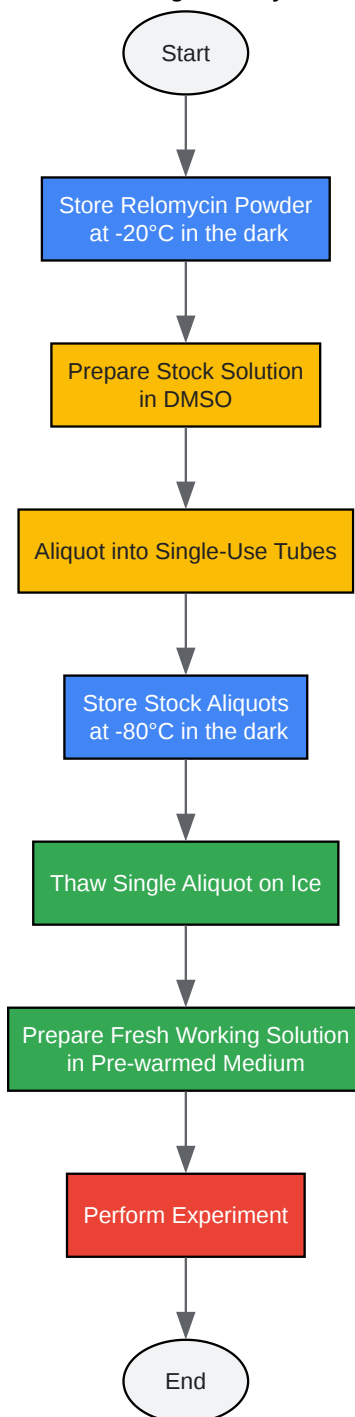 Start
Store Relomycin Powder
at -20°C in the dark
Prepare Stock Solution
in DMSO
Aliquot into Single-Use Tubes
Store Stock Aliquots
at -80°C in the dark
Thaw Single Aliquot on Ice
Prepare Fresh Working Solution
in Pre-warmed Medium
Perform Experiment
End